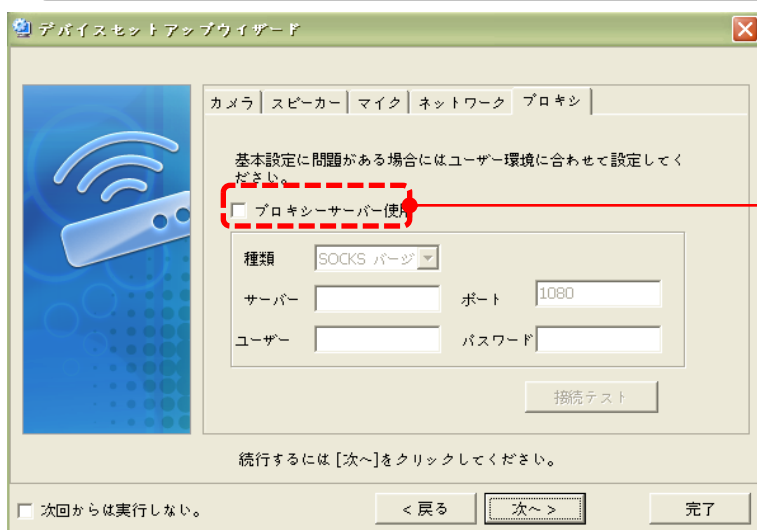 デバイスセットアップウィザード
カメラ スピーカー マイク ネットワーク プロキシ
基本設定に問題がある場合にはユーザー環境に合わせて設定してく
ださい。
プロキシーサーバー使用
種類 SOCKS バージ
サーバー ポート 1080
ユーザー パスワード
接続テスト
続行するには [次へ]をクリックしてください。
次回からは実行しない。 < 戻る 次へ > 完了